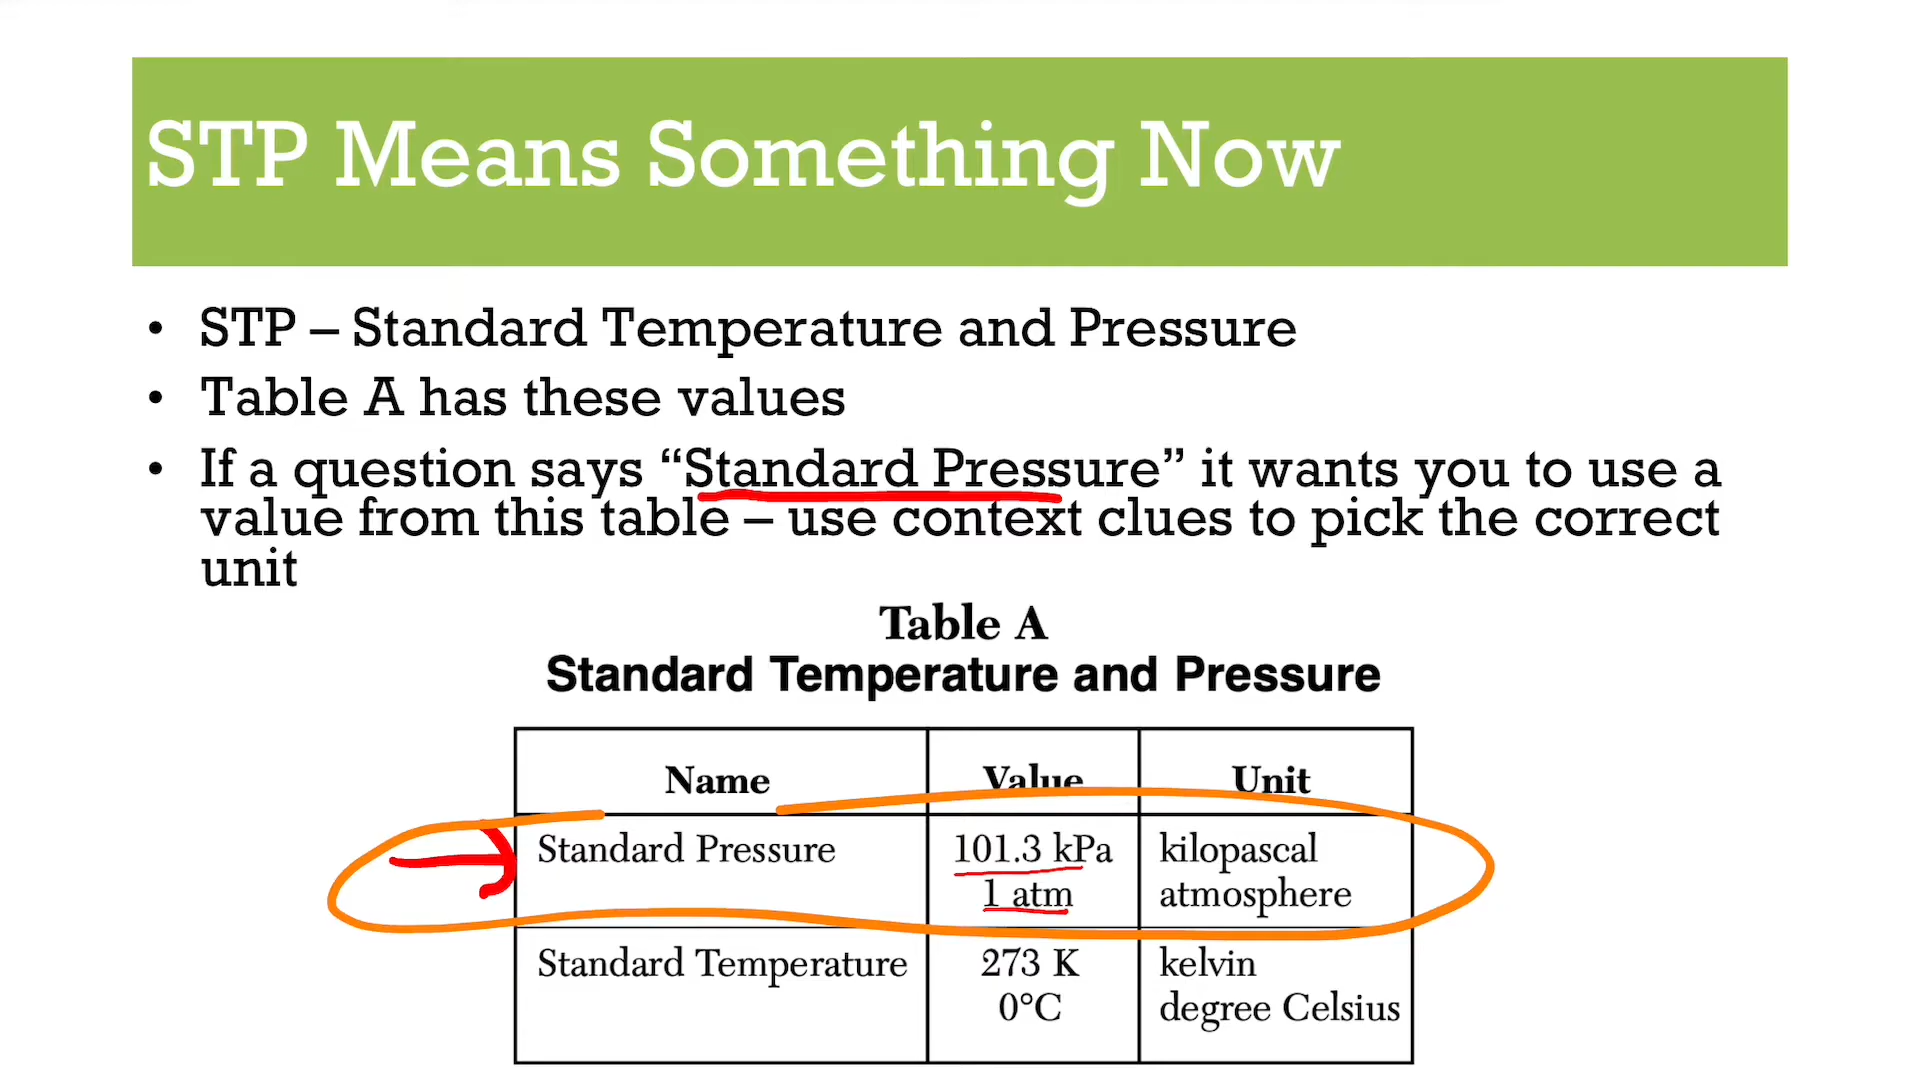 STP Means Something Now
• STP – Standard Temperature and Pressure
• Table A has these values
• If a question says “Standard Pressure” it wants you to use a
value from this table – use context clues to pick the correct
unit
Table A
Standard Temperature and Pressure
Name Value Unit
Standard Pressure 101.3 kPa kilopascal
1 atm atmosphere
Standard Temperature 273 K kelvin
0°C degree Celsius